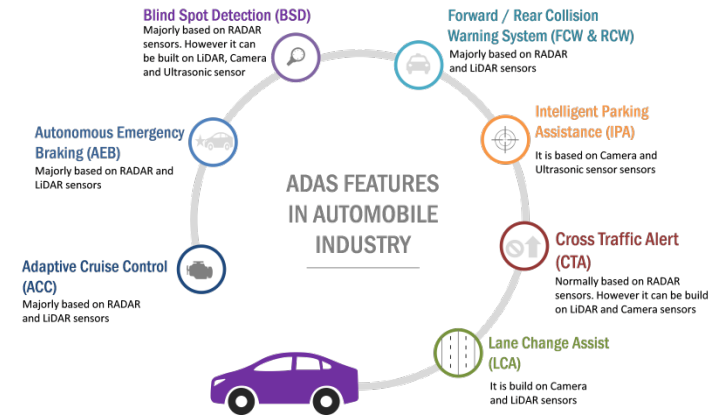 Blind Spot Detection (BSD)
Majorly based on RADAR
sensors. However it can
be built on LiDAR, Camera
and Ultrasonic sensor
Forward / Rear Collision
Warning System (FCW & RCW)
Majorly based on RADAR
and LiDAR sensors
Autonomous Emergency
Braking (AEB)
Majorly based on RADAR and
LiDAR sensors
Intelligent Parking
Assistance (IPA)
It is based on Camera and
Ultrasonic sensor sensors
ADAS FEATURES
IN AUTOMOBILE
INDUSTRY
Adaptive Cruise Control
(ACC)
Majorly based on RADAR
and LiDAR sensors
Cross Traffic Alert
(CTA)
Normally based on RADAR
sensors. However it can be build
on LiDAR and Camera sensors
Lane Change Assist
(LCA)
It is build on Camera
and LiDAR sensors